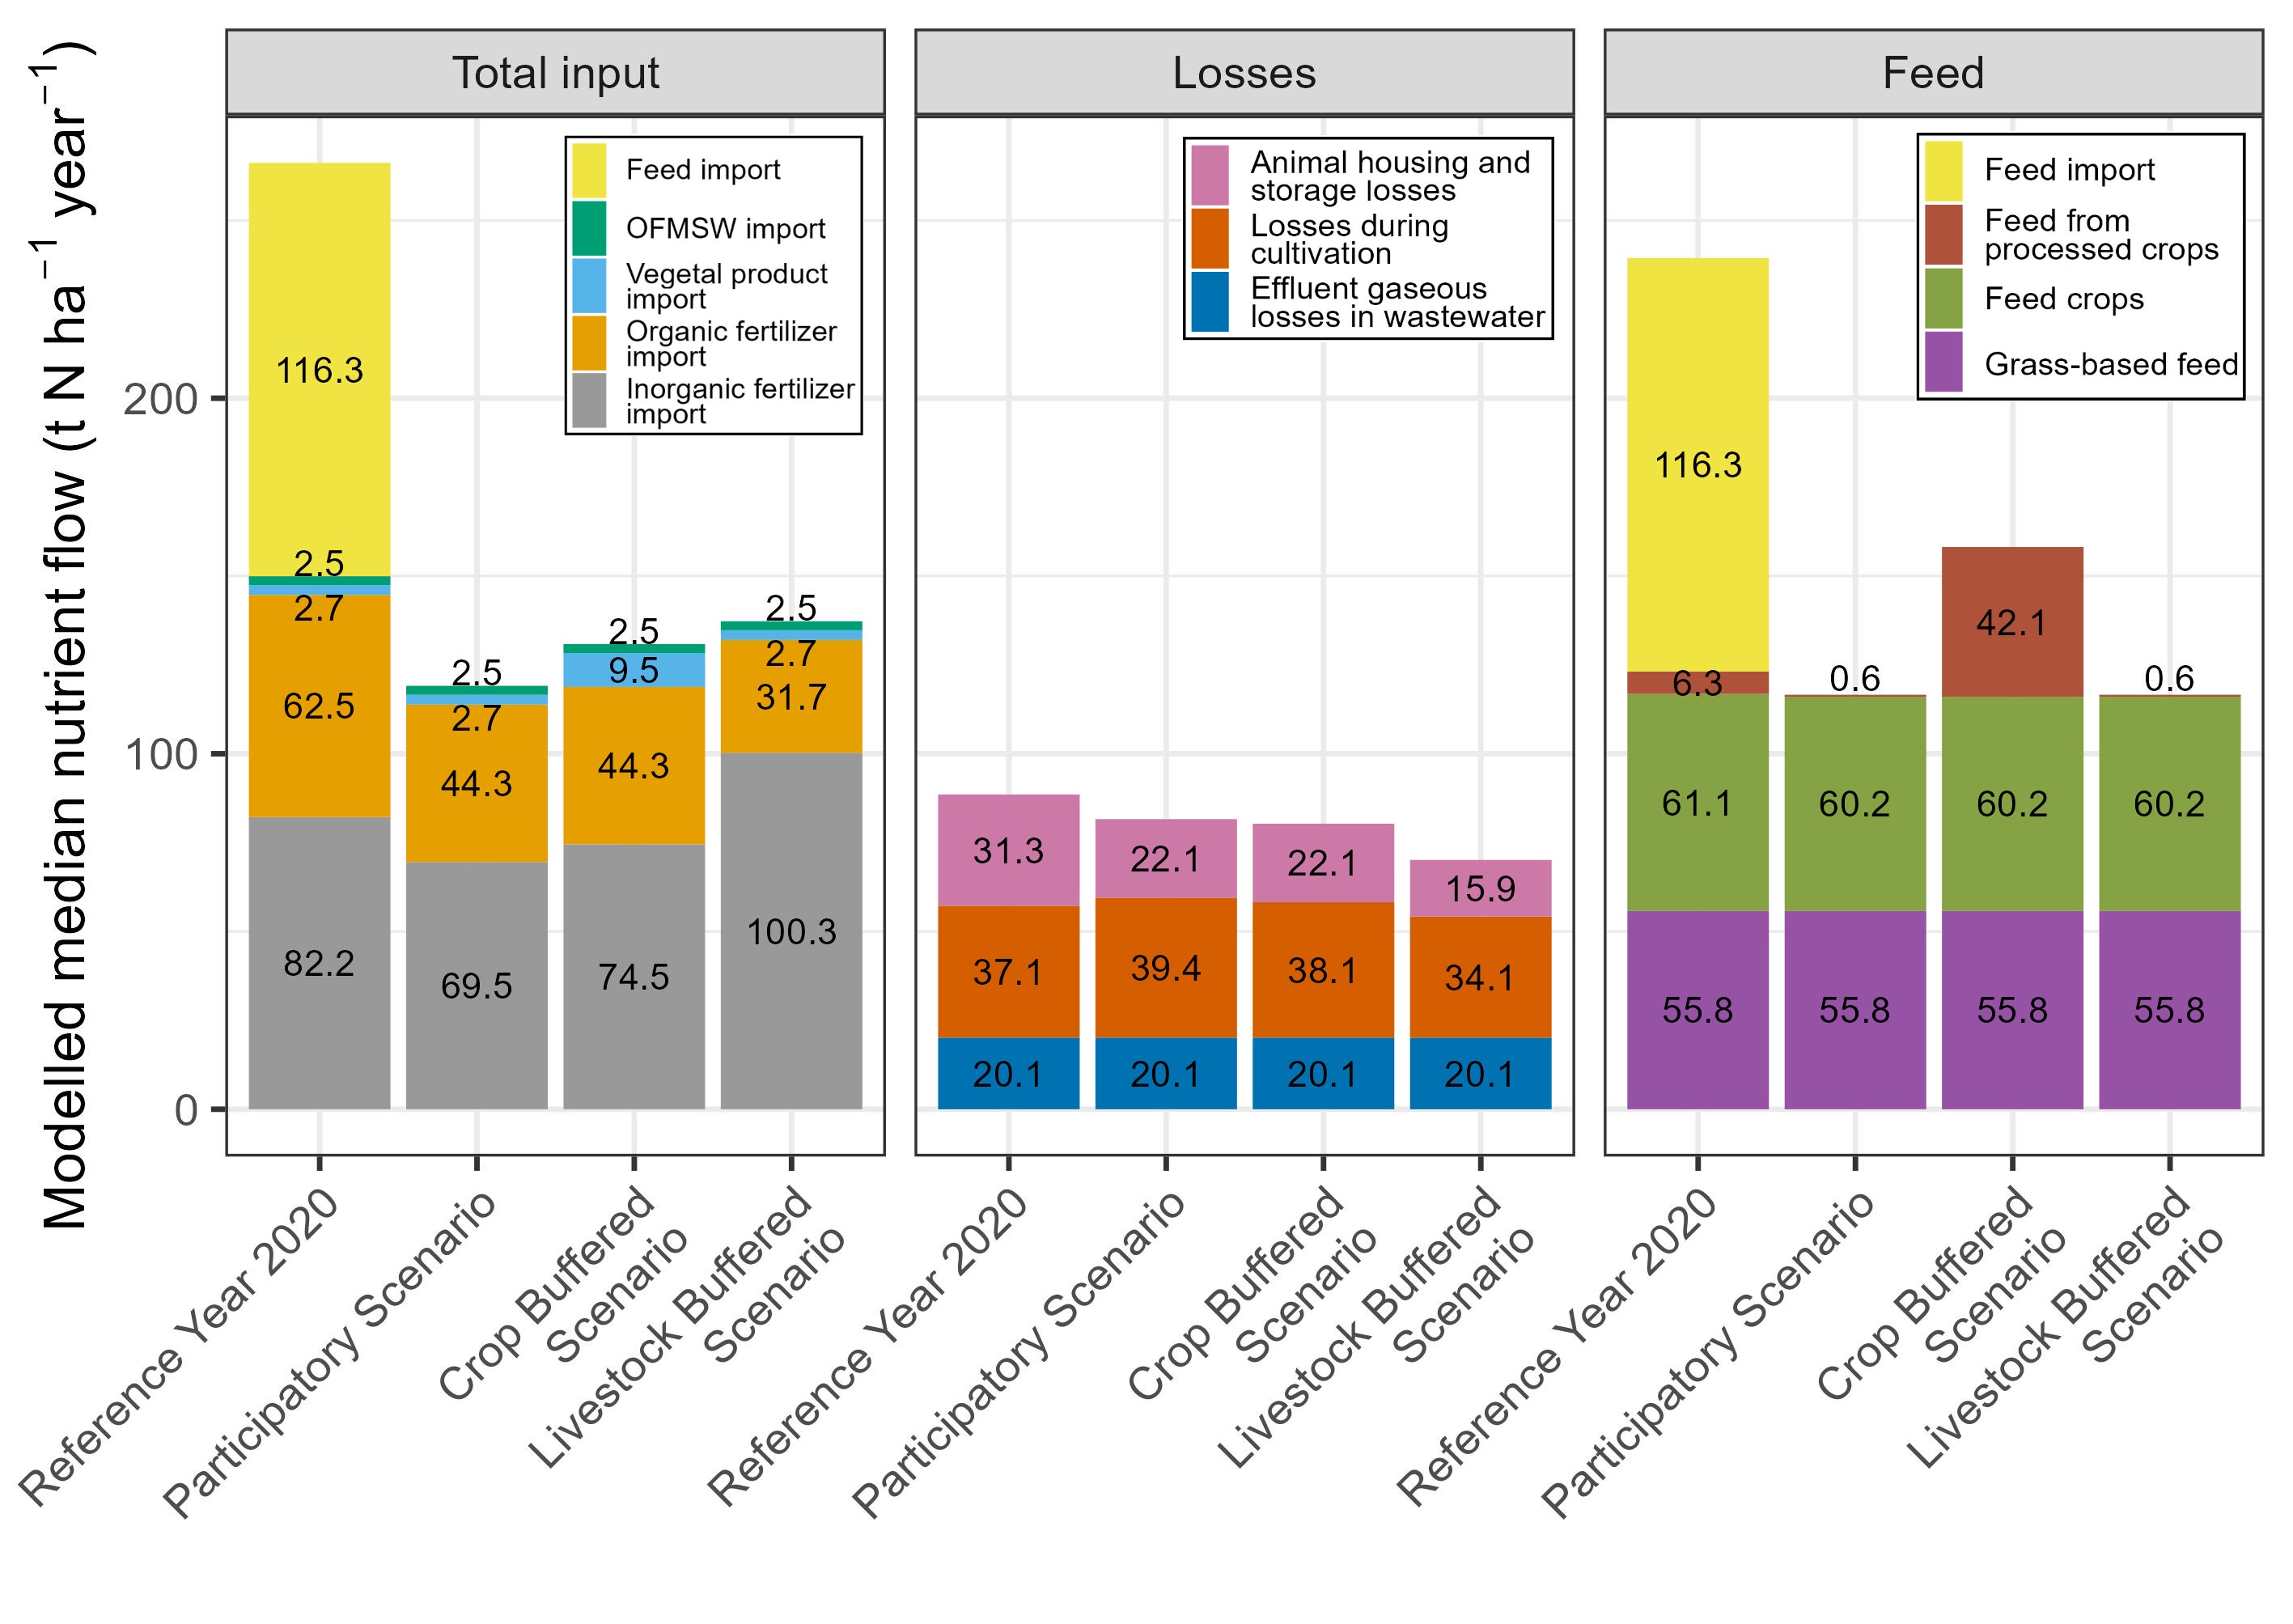 Modelled median nutrient flow (t N ha⁻¹ year⁻¹)
0
100
200
Total input
Feed import
OFMSW import
Vegetal product
import
Organic fertilizer
import
Inorganic fertilizer
import
116.3
2.5
2.7
62.5
82.2
2.5
2.7
44.3
69.5
2.5
9.5
44.3
74.5
2.5
2.7
31.7
100.3
Reference Year 2020
Participatory Scenario
Crop Buffered
Scenario
Livestock Buffered
Scenario
Losses
Animal housing and
storage losses
Losses during
cultivation
Effluent gaseous
losses in wastewater
31.3
37.1
20.1
22.1
39.4
20.1
22.1
38.1
20.1
15.9
34.1
20.1
Reference Year 2020
Participatory Scenario
Crop Buffered
Scenario
Livestock Buffered
Scenario
Feed
Feed import
Feed from
processed crops
Feed crops
Grass-based feed
116.3
6.3
61.1
55.8
0.6
60.2
55.8
42.1
60.2
55.8
0.6
60.2
55.8
Reference Year 2020
Participatory Scenario
Crop Buffered
Scenario
Livestock Buffered
Scenario